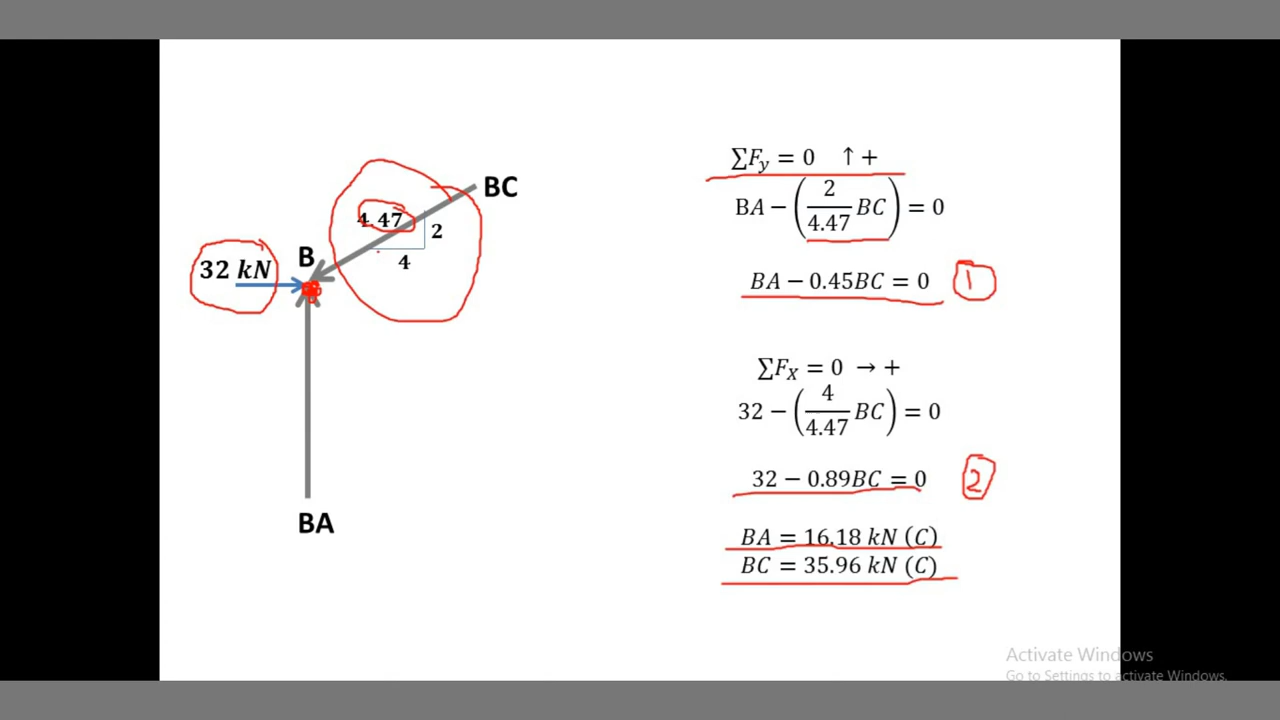 BC
4.47
2
4
B
32 kN
BA
∑Fy = 0 ↑ +
BA − (2/4.47 BC) = 0
BA − 0.45BC = 0 1
∑FX = 0 → +
32 − (4/4.47 BC) = 0
32 − 0.89BC = 0 2
BA = 16.18 kN (C)
BC = 35.96 kN (C)
Activate Windows
Go to Settings to activate Windows.